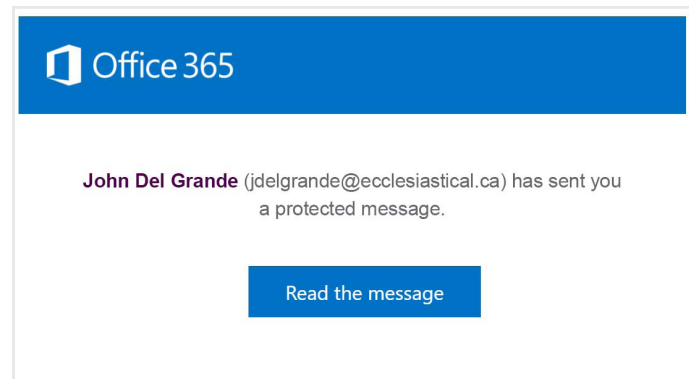 Office 365
John Del Grande (jdelgrande@ecclesiastical.ca) has sent you
a protected message.
Read the message